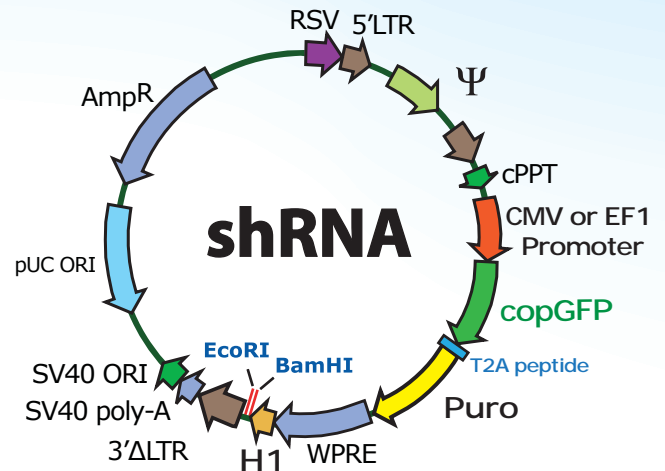 RSV
5'LTR
Ψ
cPPT
CMV or EF1
Promoter
copGFP
T2A peptide
Puro
WPRE
H1
BamHI
EcoRI
3'ΔLTR
SV40 poly-A
SV40 ORI
pUC ORI
AmpR
shRNA